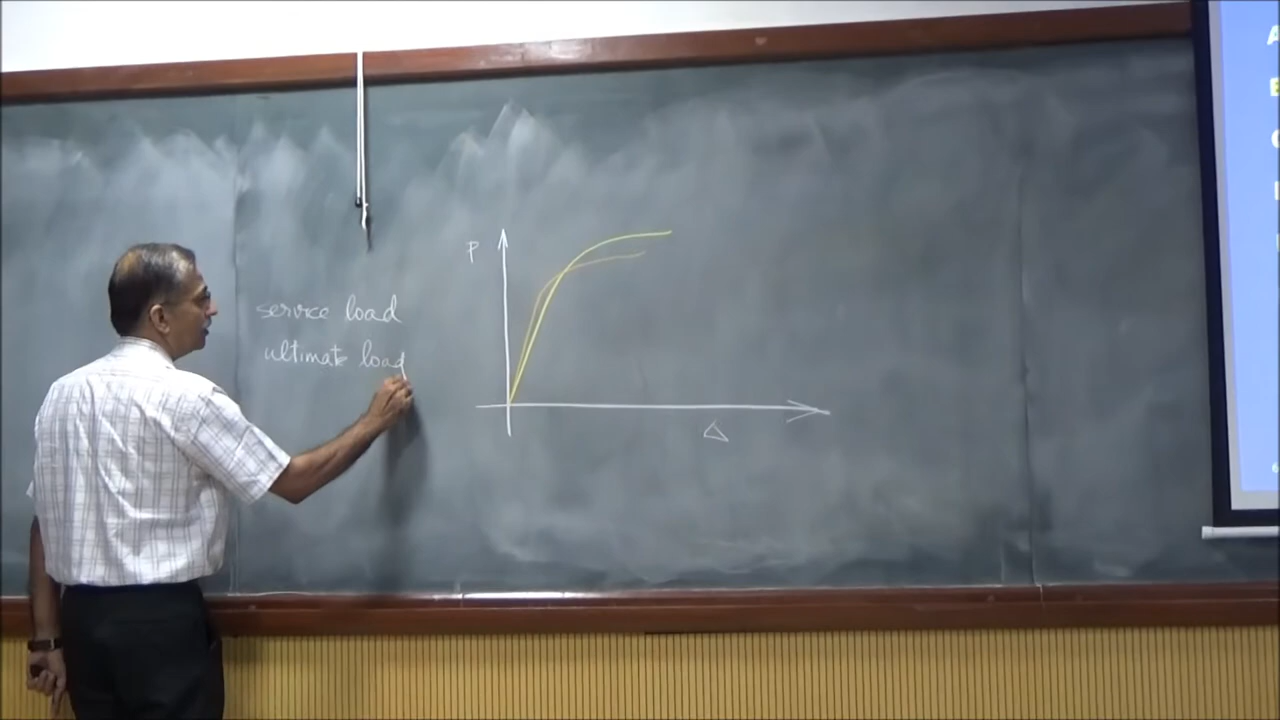 P
service load
ultimate load
Δ